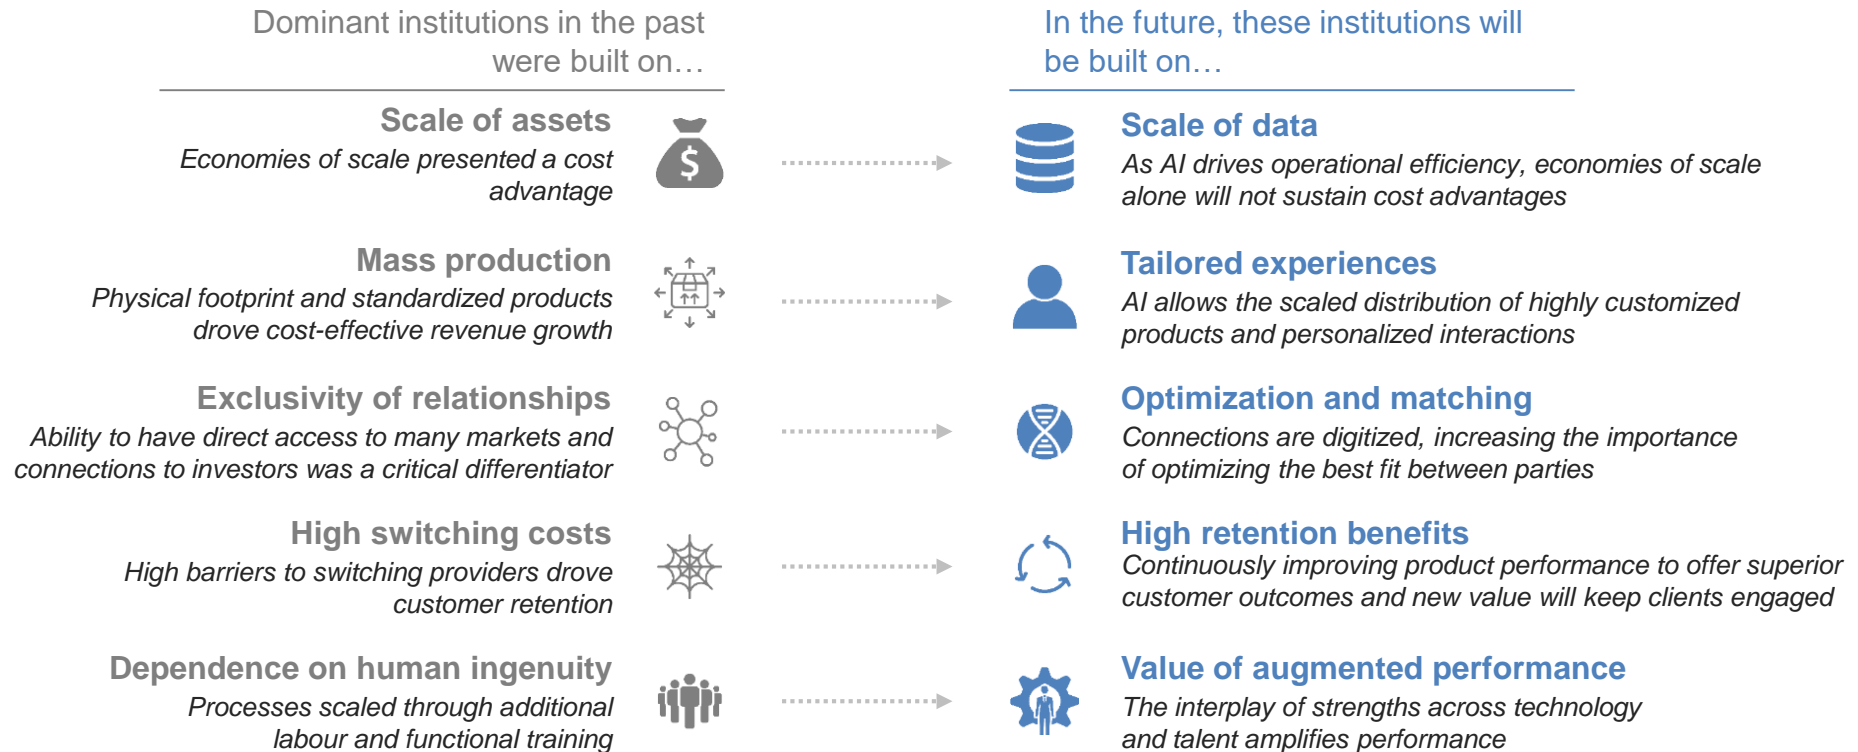 Dominant institutions in the past
were built on…
In the future, these institutions will
be built on…
Scale of assets
Economies of scale presented a cost
advantage
$
Scale of data
As AI drives operational efficiency, economies of scale
alone will not sustain cost advantages
Mass production
Physical footprint and standardized products
drove cost-effective revenue growth
Tailored experiences
AI allows the scaled distribution of highly customized
products and personalized interactions
Exclusivity of relationships
Ability to have direct access to many markets and
connections to investors was a critical differentiator
Optimization and matching
Connections are digitized, increasing the importance
of optimizing the best fit between parties
High switching costs
High barriers to switching providers drove
customer retention
High retention benefits
Continuously improving product performance to offer superior
customer outcomes and new value will keep clients engaged
Dependence on human ingenuity
Processes scaled through additional
labour and functional training
Value of augmented performance
The interplay of strengths across technology
and talent amplifies performance